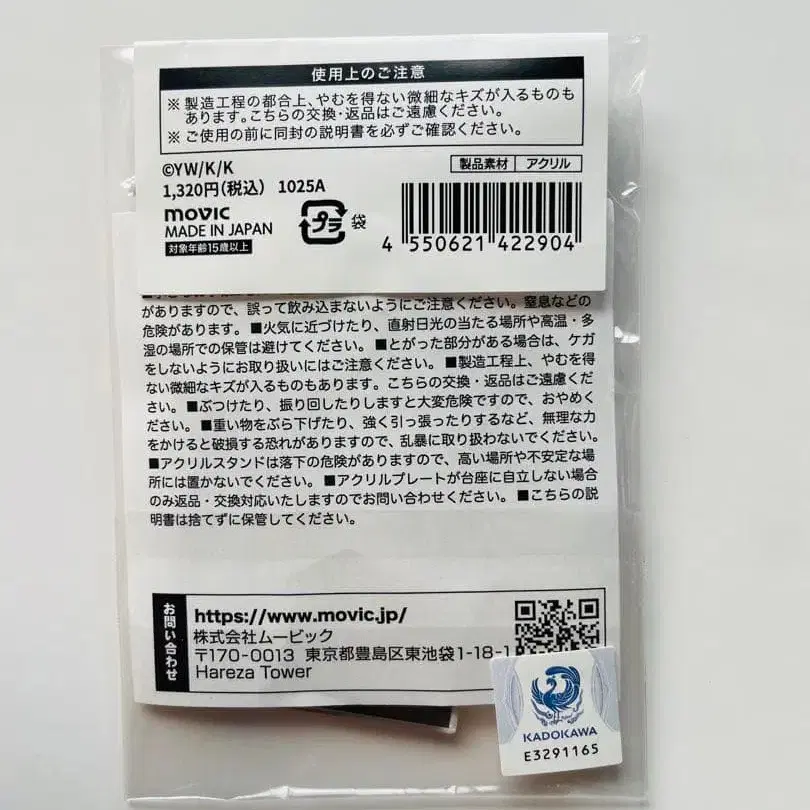 使用上のご注意
※製造工程の都合上、やむを得ない微細なキズが入るものも
あります。こちらの交換・返品はご遠慮ください。
※ご使用の前に同封の説明書を必ずご確認ください。
©YW/K/K
製品素材 アクリル
1,320円(税込) 1025A
movic
MADE IN JAPAN
対象年齢15歳以上
プラ 袋
4 550621 422904
がありますので、誤って飲み込まないようにご注意ください。窒息などの
危険があります。 ■火気に近づけたり、直射日光の当たる場所や高温・多
湿の場所での保管は避けてください。 ■とがった部分がある場合は、ケガ
をしないようにお取り扱いにはご注意ください。 ■製造工程上、やむを得
ない微細なキズが入るものもあります。こちらの交換・返品はご遠慮くだ
さい。 ■ぶつけたり、振り回したりしますと大変危険ですので、おやめく
ださい。 ■重い物をぶら下げたり、強く引っ張ったりするなど、無理な力
をかけると破損する恐れがありますので、乱暴に取り扱わないでください。
■アクリルスタンドは落下の危険がありますので、高い場所や不安定な場
所には置かないでください。 ■アクリルプレートが台座に自立しない場合
のみ返品・交換対応いたしますのでお問い合わせください。 ■こちらの説
明書は捨てずに保管してください。
お問い合わせ
https://www.movic.jp/
株式会社ムービック
〒170-0013 東京都豊島区東池袋1-18-1
Hareza Tower
KADOKAWA
E3291165